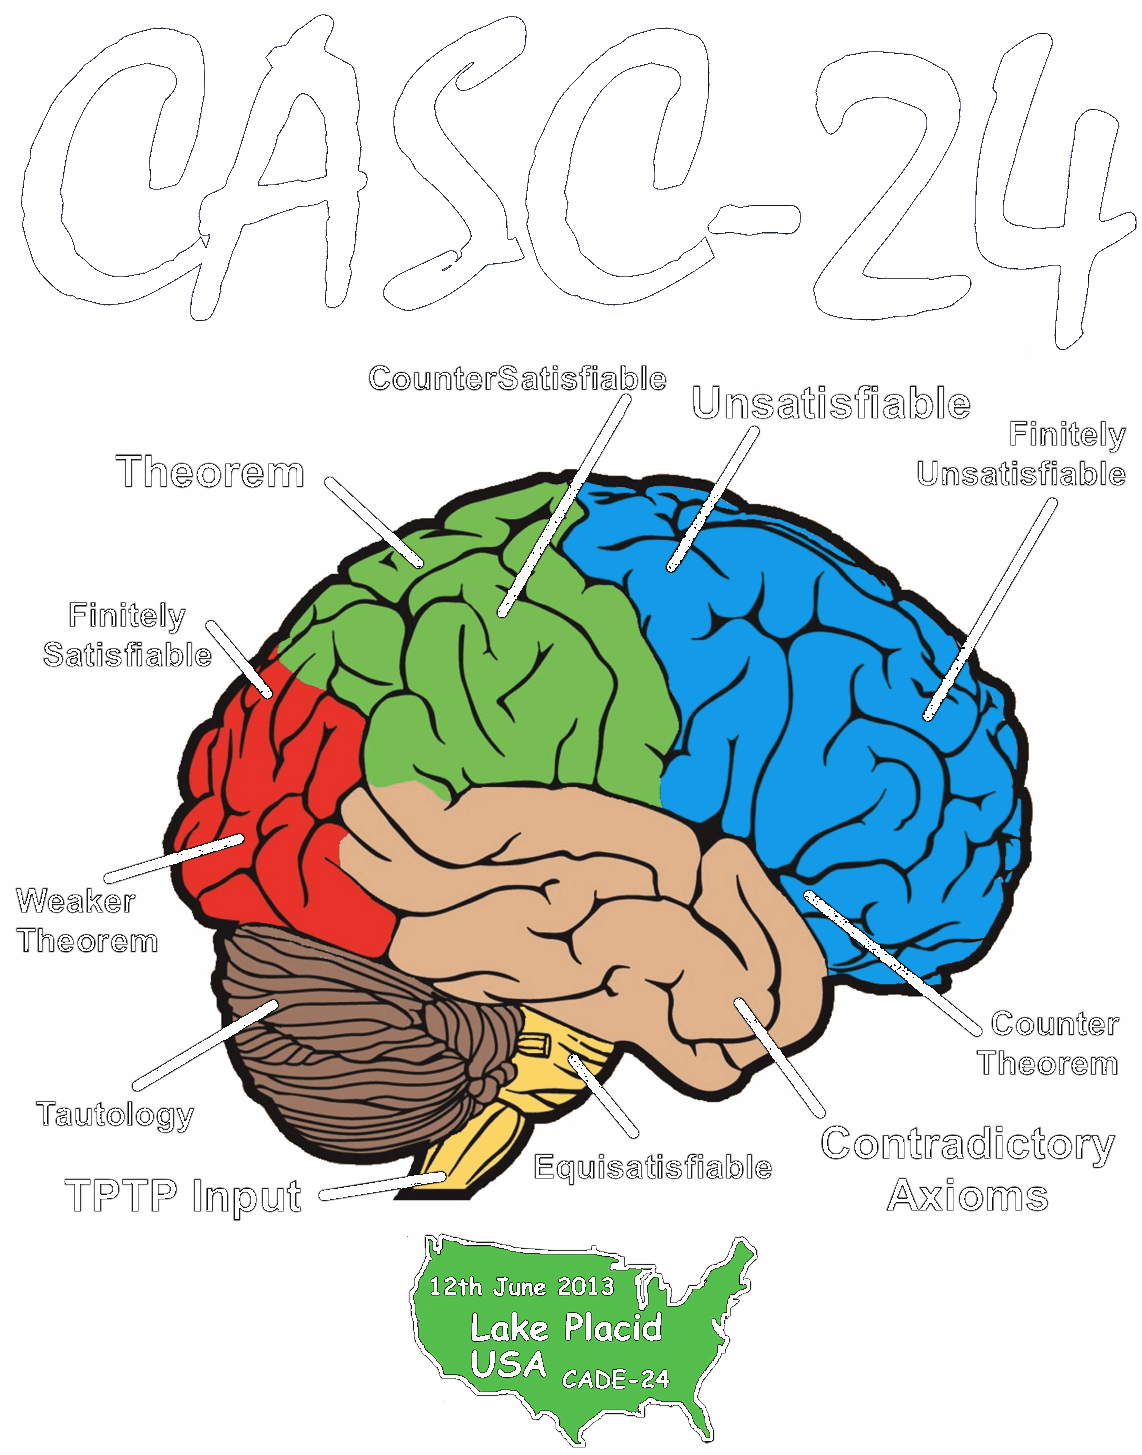 CASC-24
CounterSatisfiable
Unsatisfiable
Finitely
Unsatisfiable
Theorem
Finitely
Satisfiable
Weaker
Theorem
Counter
Theorem
Tautology
Contradictory
Axioms
Equisatisfiable
TPTP Input
12th June 2013
Lake Placid
USA CADE-24